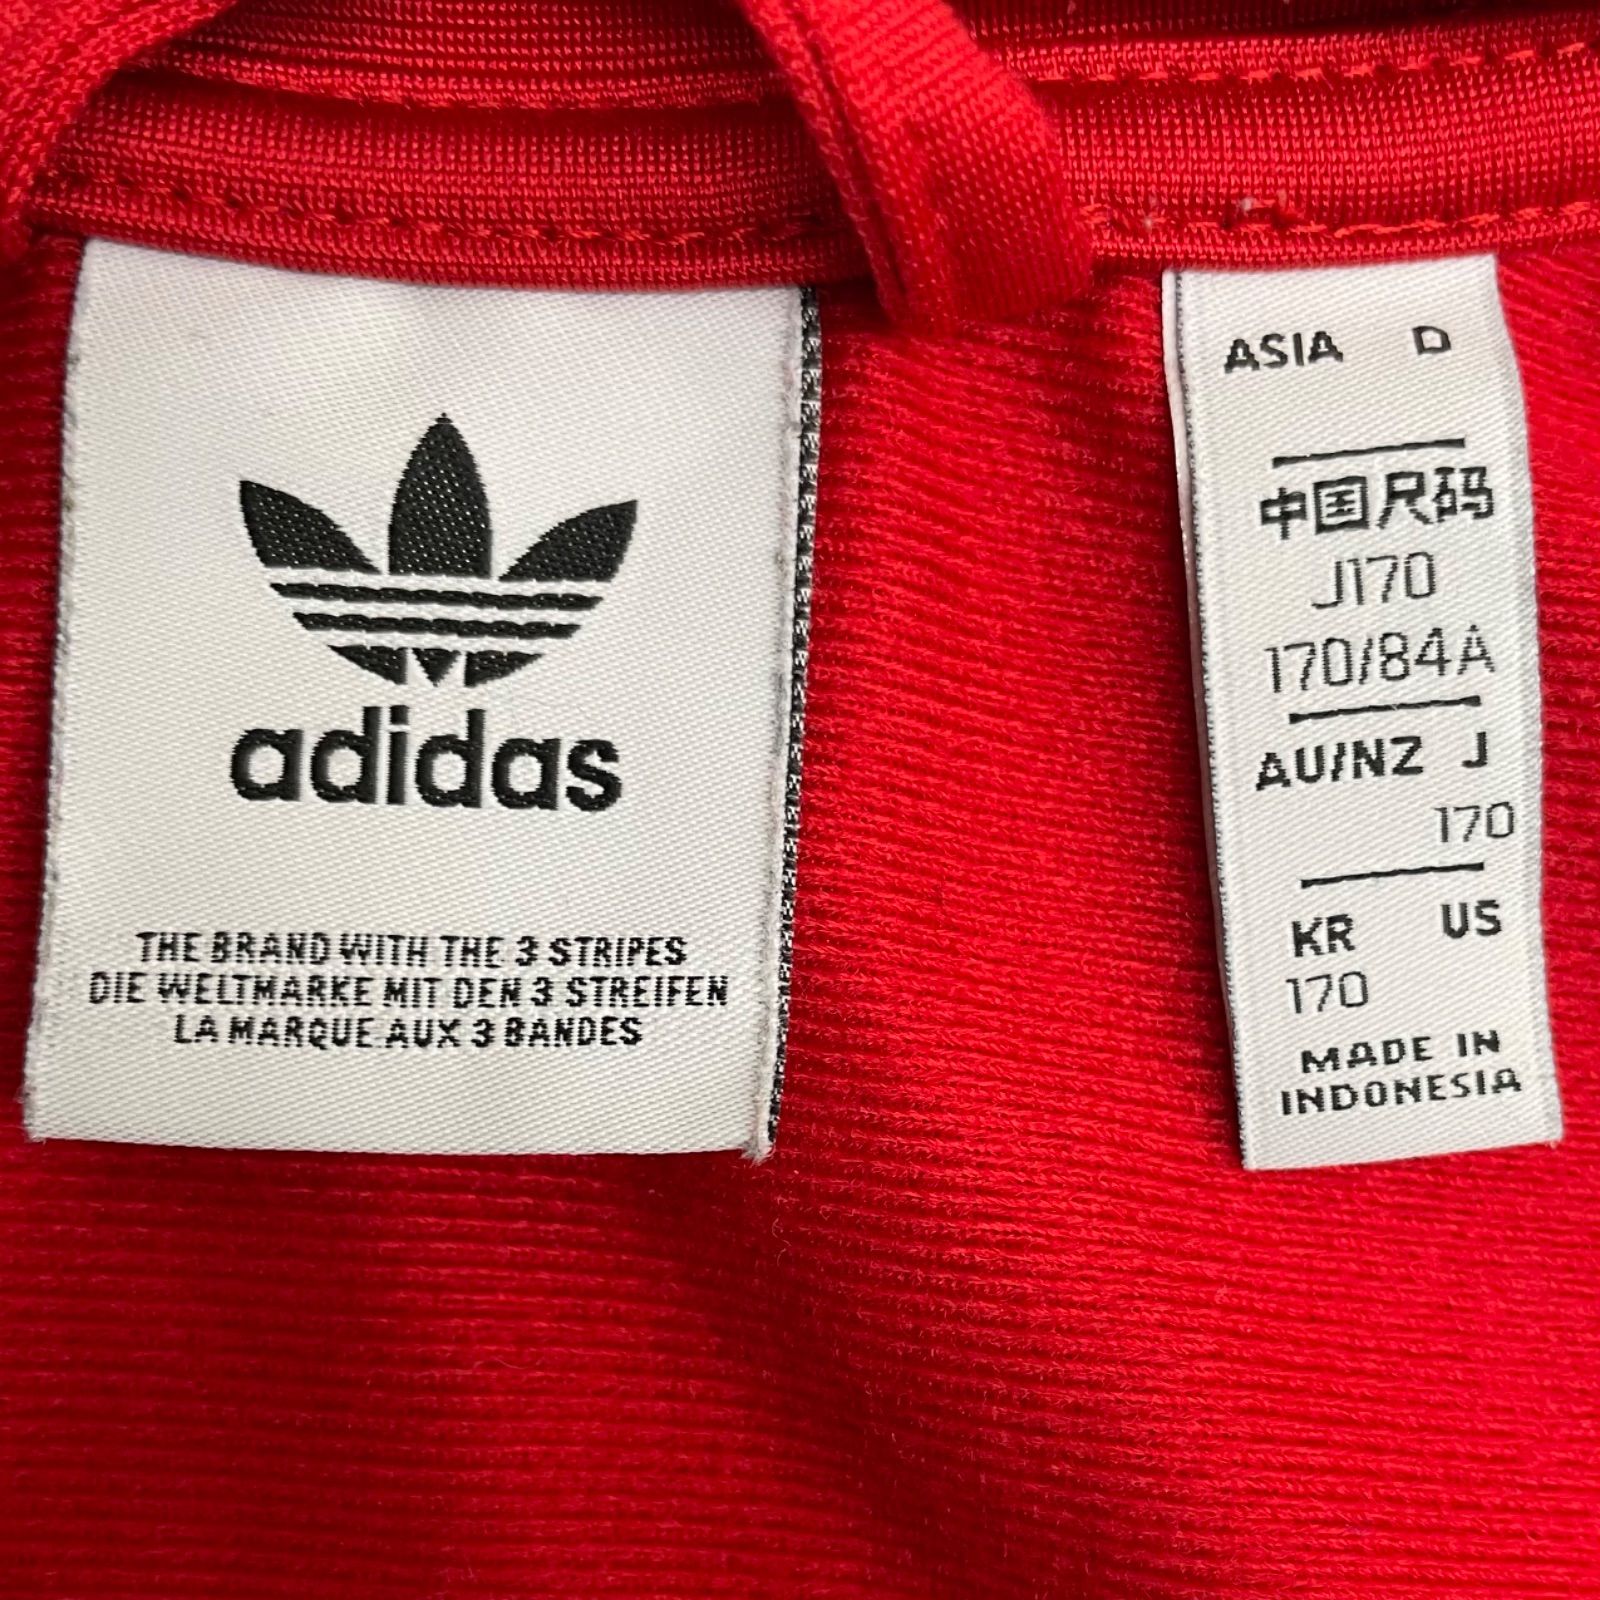 adidas
THE BRAND WITH THE 3 STRIPES
DIE WELTMARKE MIT DEN 3 STREIFEN
LA MARQUE AUX 3 BANDES
ASIA D
中国尺码
J170
170/84A
AU/NZ J
170
KR US
170
MADE IN
INDONESIA